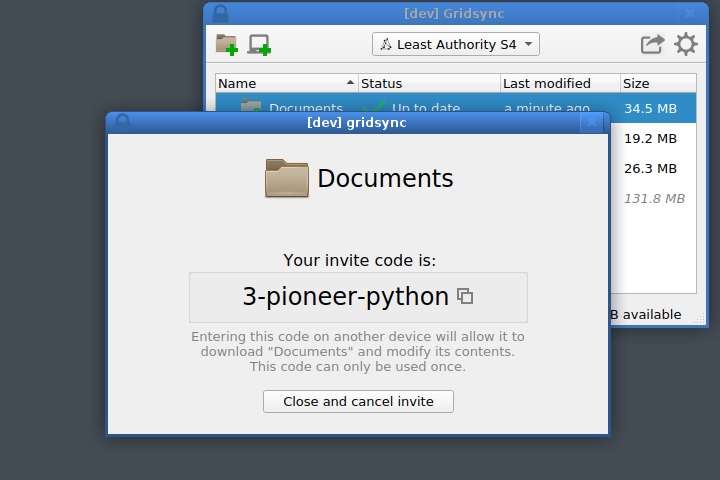 [dev] Gridsync
Least Authority S4
Name Status Last modified Size
Documents Up to date a minute ago 34.5 MB
19.2 MB
26.3 MB
131.8 MB
B available
[dev] gridsync
Documents
Your invite code is:
3-pioneer-python
Entering this code on another device will allow it to
download "Documents" and modify its contents.
This code can only be used once.
Close and cancel invite